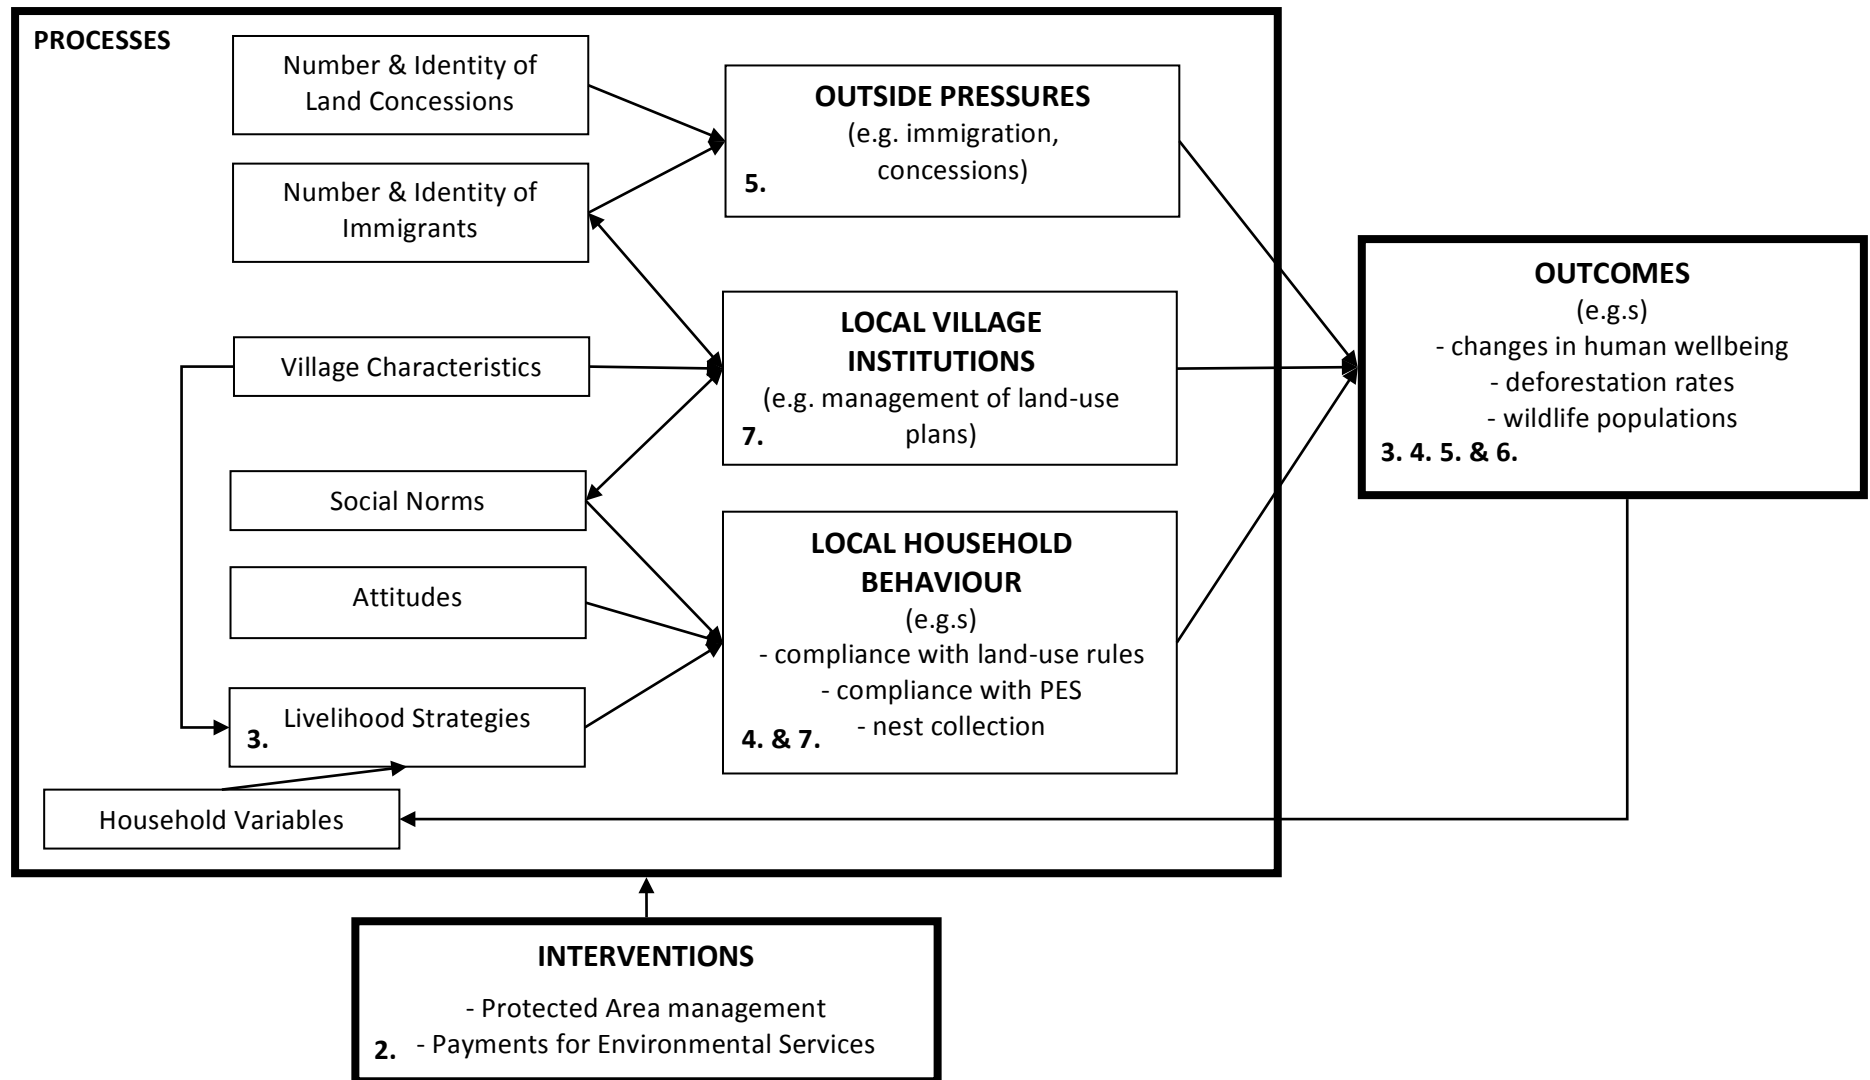 PROCESSES
Number & Identity of
Land Concessions
Number & Identity of
Immigrants
Village Characteristics
Social Norms
Attitudes
Livelihood Strategies
3.
Household Variables
OUTSIDE PRESSURES
(e.g. immigration,
concessions)
5.
LOCAL VILLAGE
INSTITUTIONS
(e.g. management of land-use
plans)
7.
LOCAL HOUSEHOLD
BEHAVIOUR
(e.g.s)
- compliance with land-use rules
- compliance with PES
- nest collection
4. & 7.
OUTCOMES
(e.g.s)
- changes in human wellbeing
- deforestation rates
- wildlife populations
3. 4. 5. & 6.
INTERVENTIONS
- Protected Area management
2. - Payments for Environmental Services